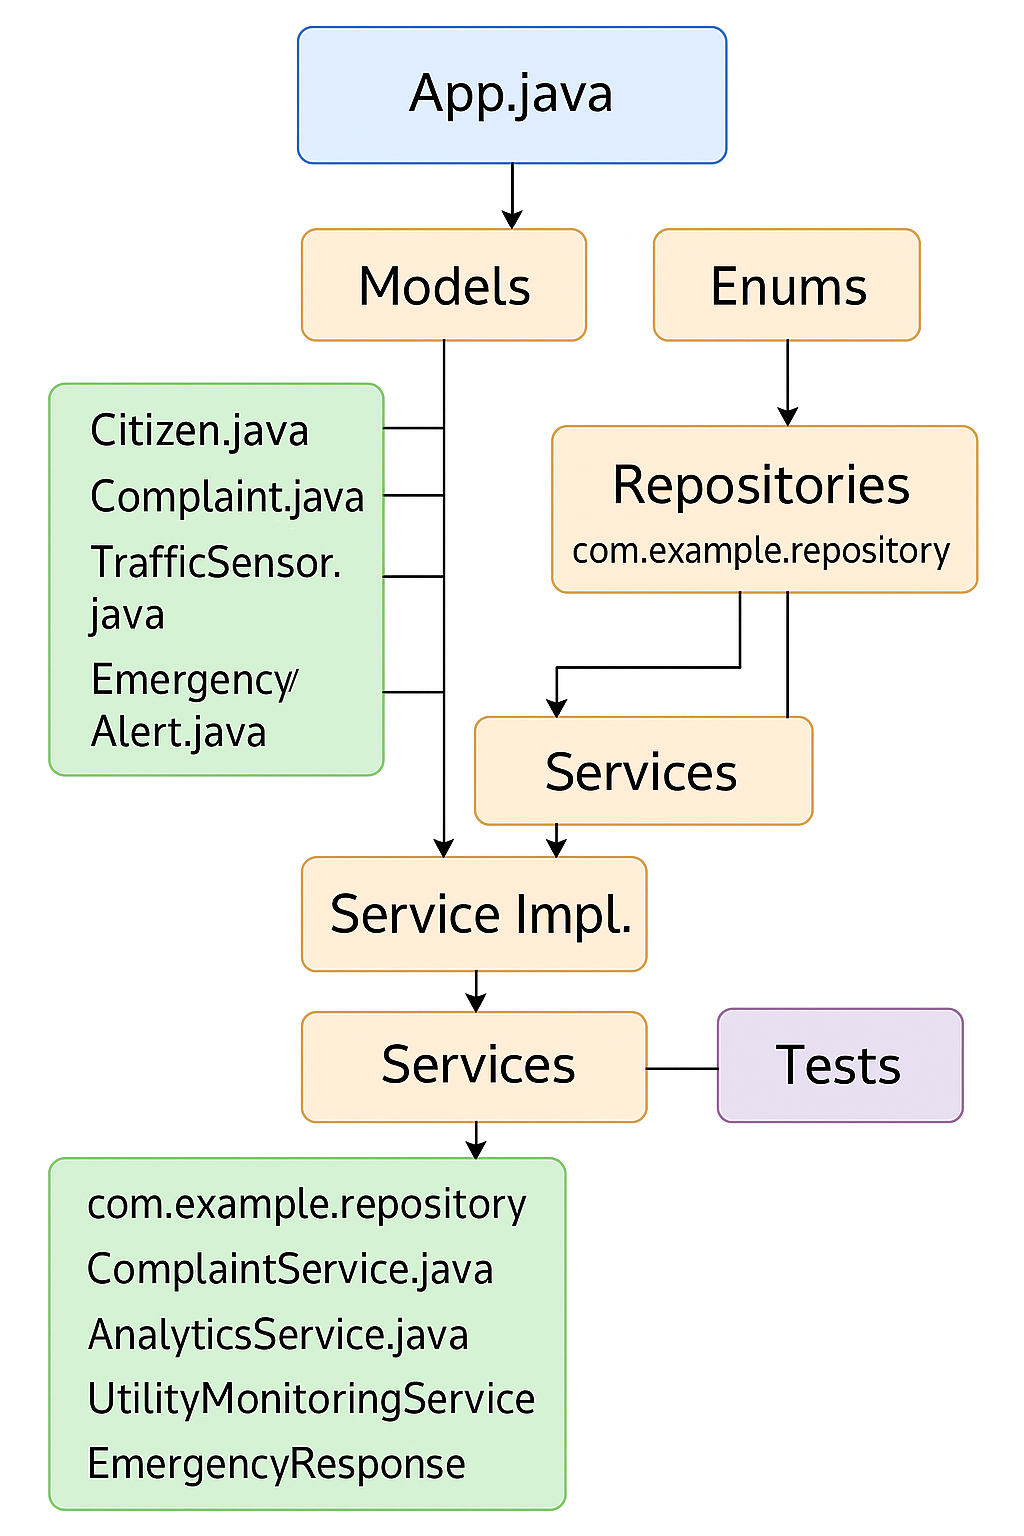 App.java
Models
Enums
Citizen.java
Complaint.java
TrafficSensor.
java
Emergency/
Alert.java
Repositories
com.example.repository
Services
Service Impl.
Services
Tests
com.example.repository
ComplaintService.java
AnalyticsService.java
UtilityMonitoringService
EmergencyResponse